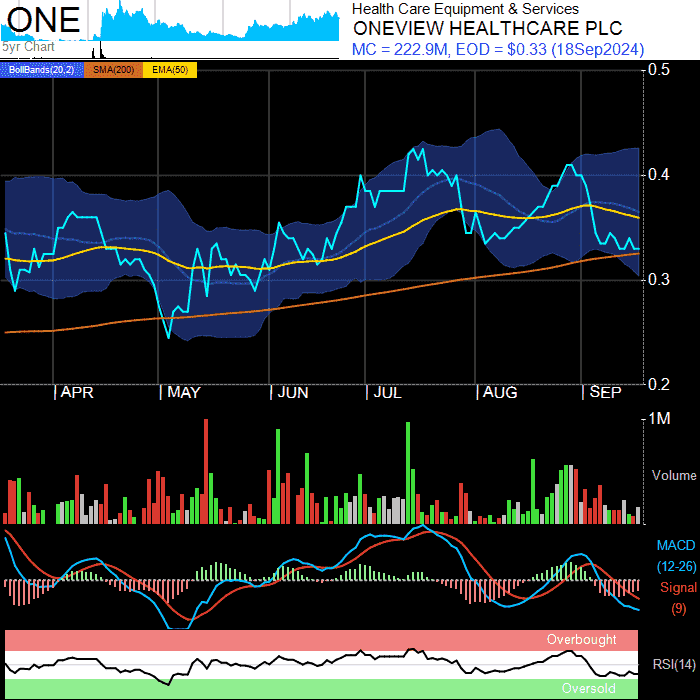 ONE
5yr Chart
Health Care Equipment & Services
ONEVIEW HEALTHCARE PLC
MC = 222.9M, EOD = $0.33 (18Sep2024)
BollBands(20,2) SMA(200) EMA(50)
0.5
0.4
0.3
0.2
APR MAY JUN JUL AUG SEP
1M
Volume
MACD
(12-26)
Signal
(9)
Overbought
RSI(14)
Oversold